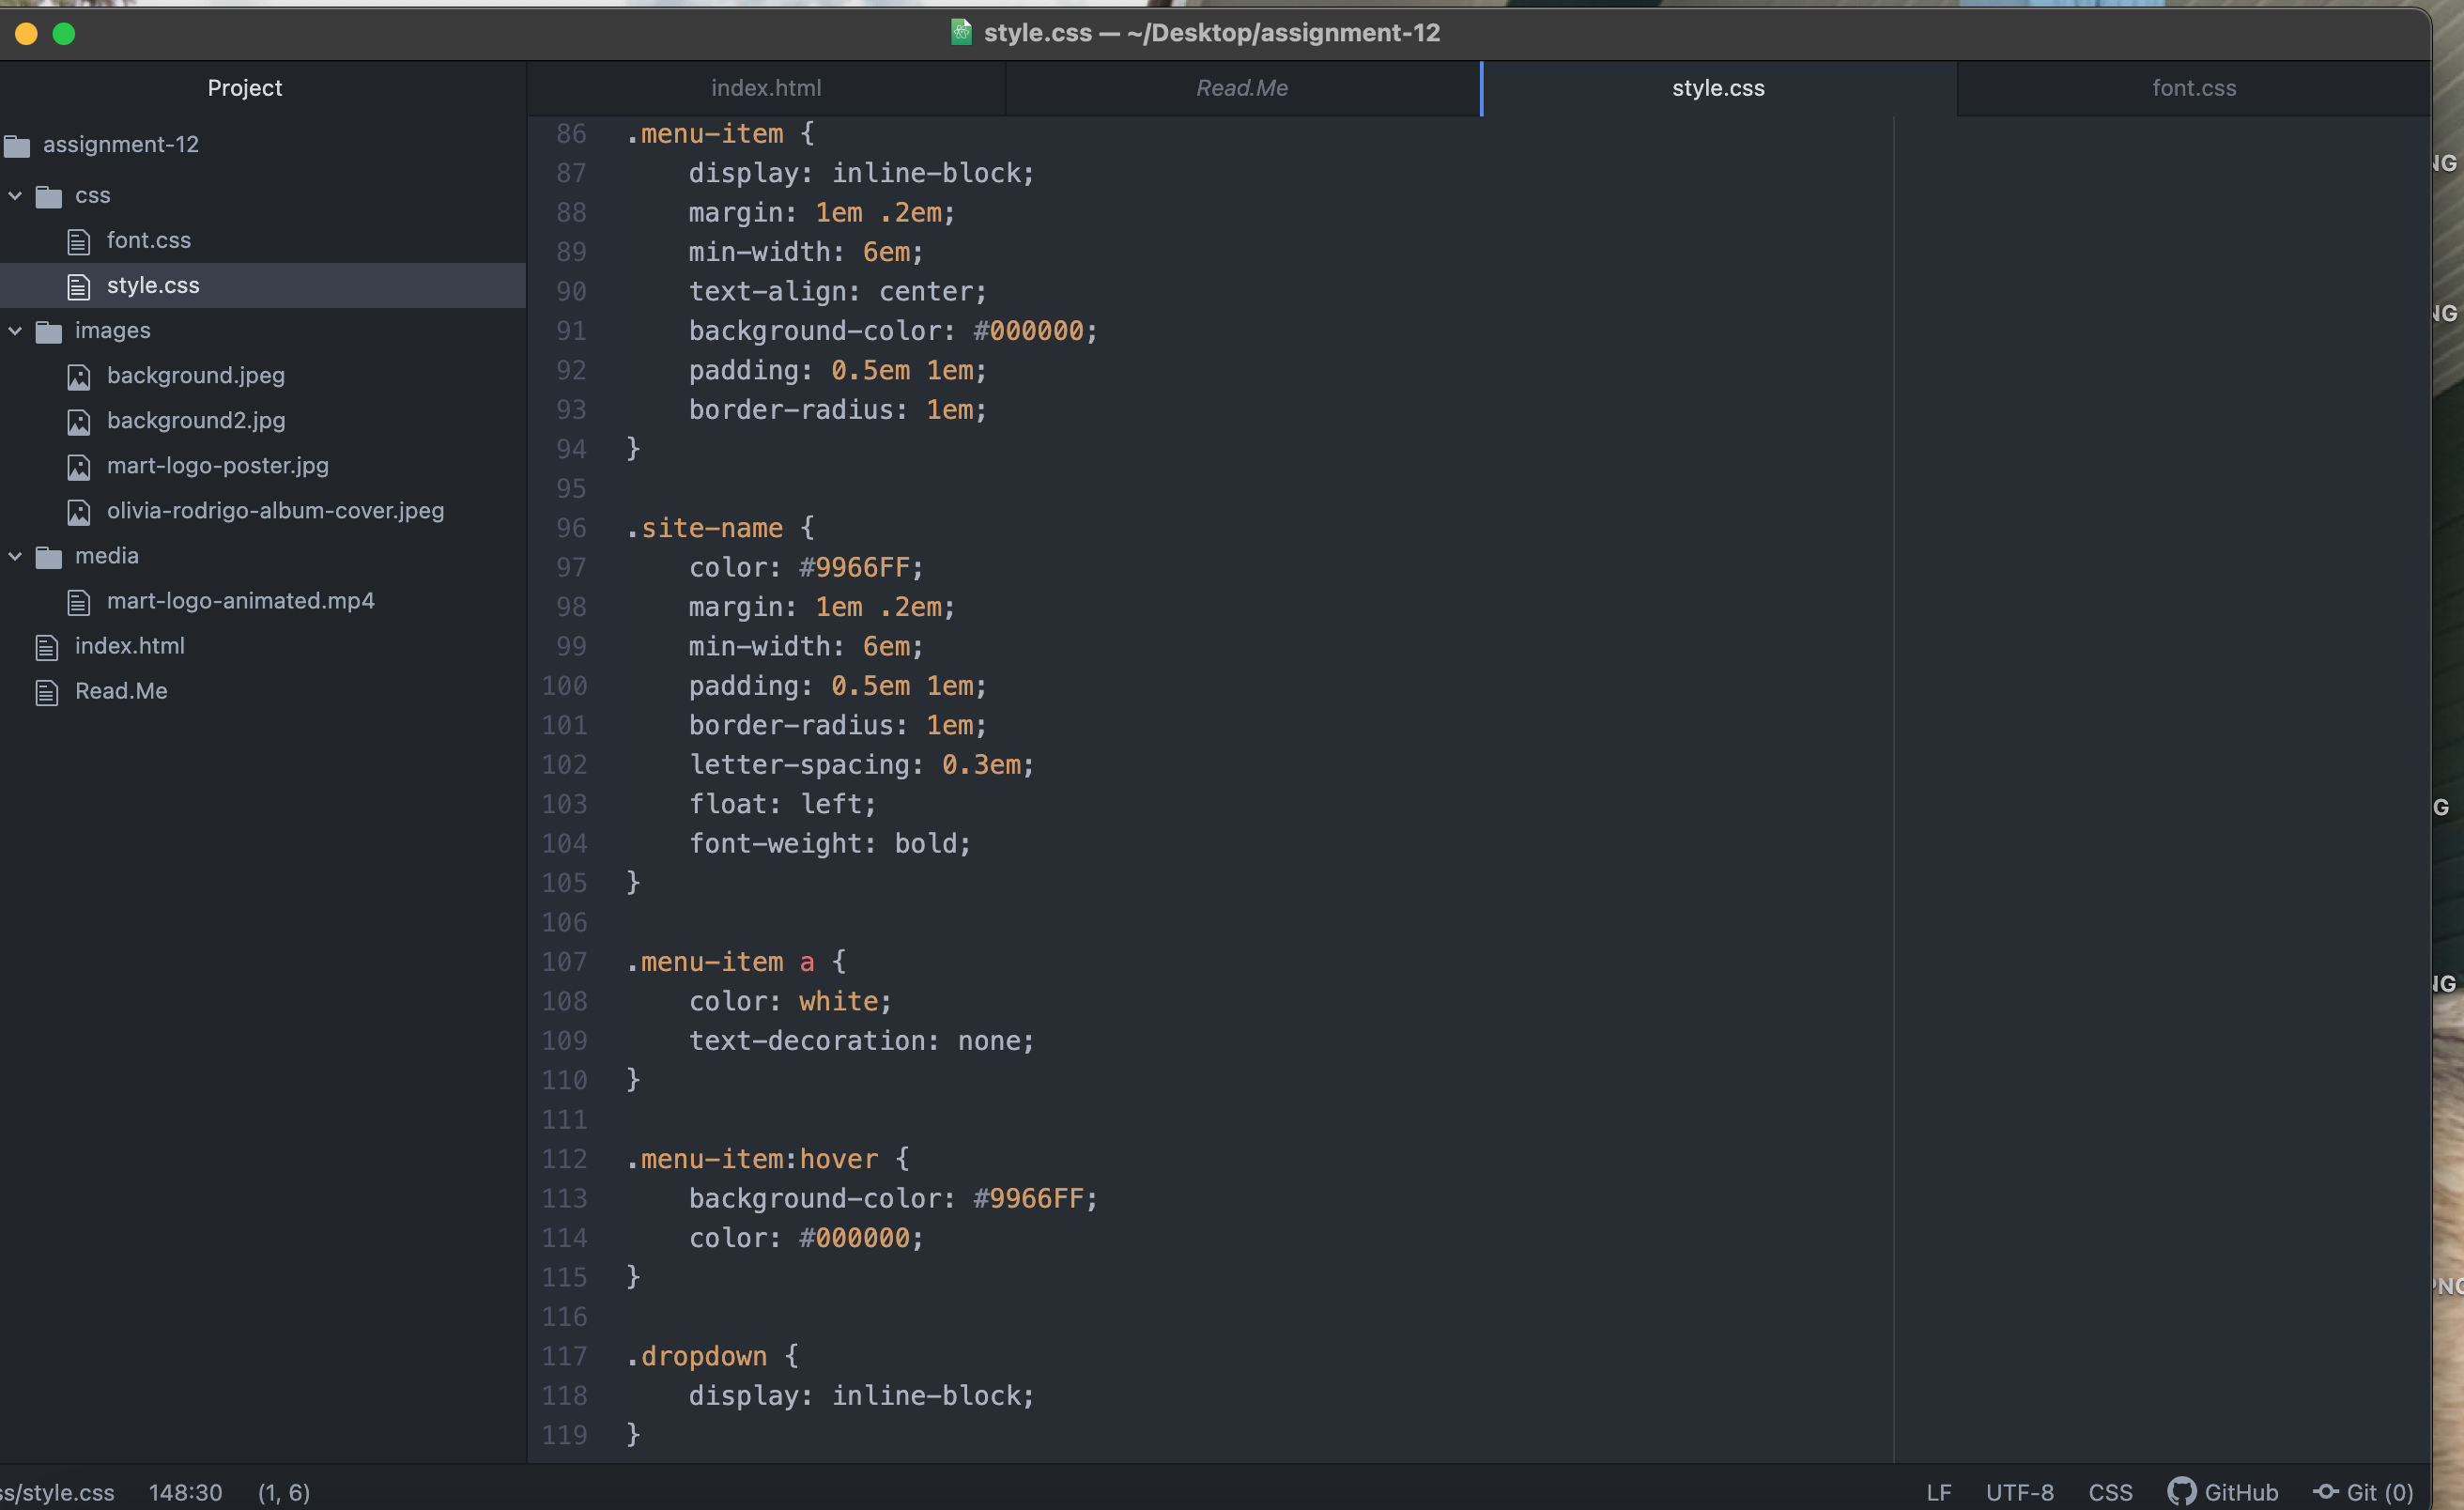 style.css — ~/Desktop/assignment-12
Project
index.html
Read.Me
style.css
font.css
assignment-12
css
font.css
style.css
images
background.jpeg
background2.jpg
mart-logo-poster.jpg
olivia-rodrigo-album-cover.jpeg
media
mart-logo-animated.mp4
index.html
Read.Me
86 .menu-item {
87 display: inline-block;
88 margin: 1em .2em;
89 min-width: 6em;
90 text-align: center;
91 background-color: #000000;
92 padding: 0.5em 1em;
93 border-radius: 1em;
94 }
95
96 .site-name {
97 color: #9966FF;
98 margin: 1em .2em;
99 min-width: 6em;
100 padding: 0.5em 1em;
101 border-radius: 1em;
102 letter-spacing: 0.3em;
103 float: left;
104 font-weight: bold;
105 }
106
107 .menu-item a {
108 color: white;
109 text-decoration: none;
110 }
111
112 .menu-item:hover {
113 background-color: #9966FF;
114 color: #000000;
115 }
116
117 .dropdown {
118 display: inline-block;
119 }
ss/style.css 148:30 (1, 6) LF UTF-8 CSS GitHub Git (0)